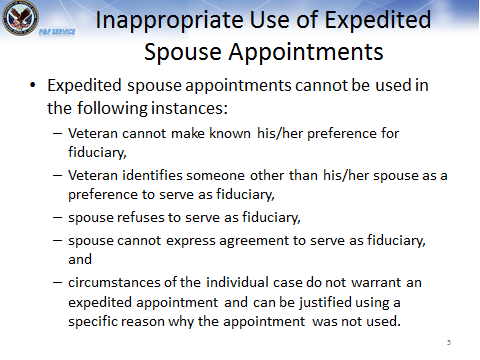 P&F SERVICE
Inappropriate Use of Expedited
Spouse Appointments
• Expedited spouse appointments cannot be used in
the following instances:
– Veteran cannot make known his/her preference for
fiduciary,
– Veteran identifies someone other than his/her spouse as a
preference to serve as fiduciary,
– spouse refuses to serve as fiduciary,
– spouse cannot express agreement to serve as fiduciary,
and
– circumstances of the individual case do not warrant an
expedited appointment and can be justified using a
specific reason why the appointment was not used.